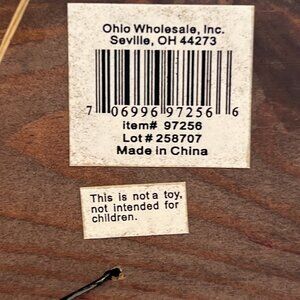 Ohio Wholesale, Inc.
Seville, OH 44273
7 06996 97256 6
item# 97256
Lot # 258707
Made in China
This is not a toy,
not intended for
children.